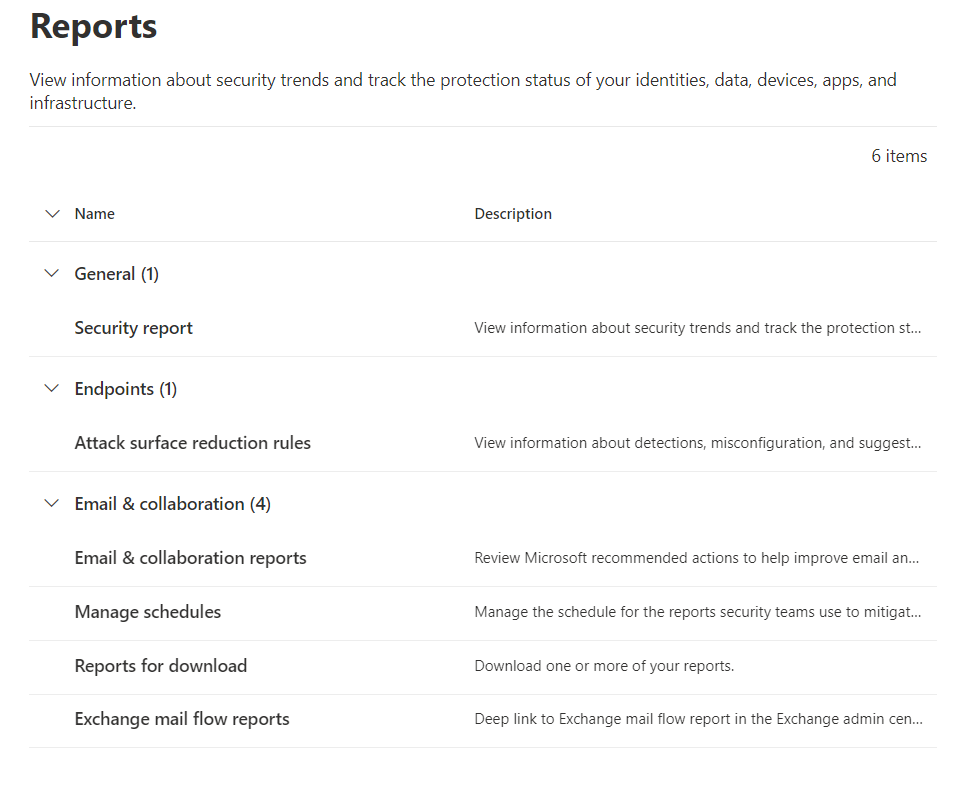 Reports
View information about security trends and track the protection status of your identities, data, devices, apps, and
infrastructure.
6 items
Name Description
General (1)
Security report View information about security trends and track the protection st...
Endpoints (1)
Attack surface reduction rules View information about detections, misconfiguration, and suggest...
Email & collaboration (4)
Email & collaboration reports Review Microsoft recommended actions to help improve email an...
Manage schedules Manage the schedule for the reports security teams use to mitigat...
Reports for download Download one or more of your reports.
Exchange mail flow reports Deep link to Exchange mail flow report in the Exchange admin cen...